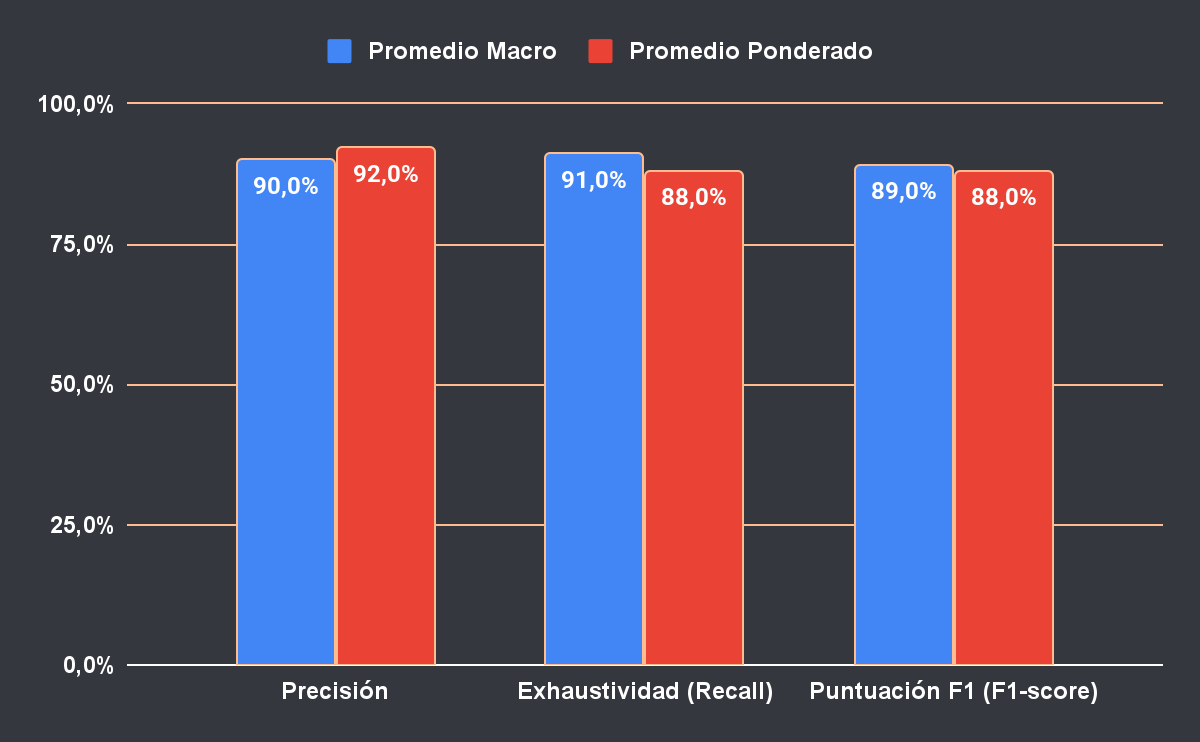 Promedio Macro Promedio Ponderado
100,0%
75,0%
50,0%
25,0%
0,0%
90,0% 92,0% 91,0% 88,0% 89,0% 88,0%
Precisión Exhaustividad (Recall) Puntuación F1 (F1-score)